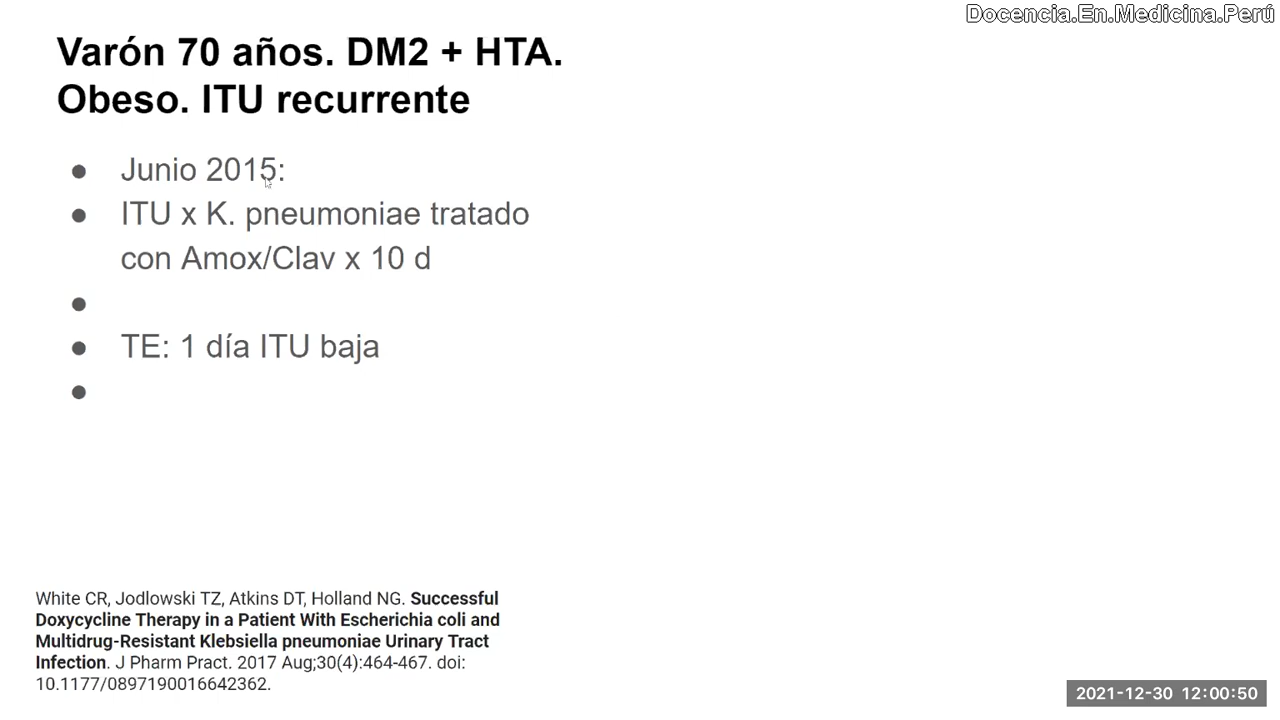 Docencia.En.Medicina.Perú
Varón 70 años. DM2 + HTA.
Obeso. ITU recurrente
● Junio 2015:
● ITU x K. pneumoniae tratado
con Amox/Clav x 10 d
●
● TE: 1 día ITU baja
●
White CR, Jodlowski TZ, Atkins DT, Holland NG. Successful
Doxycycline Therapy in a Patient With Escherichia coli and
Multidrug-Resistant Klebsiella pneumoniae Urinary Tract
Infection. J Pharm Pract. 2017 Aug;30(4):464-467. doi:
10.1177/0897190016642362.
2021-12-30 12:00:50